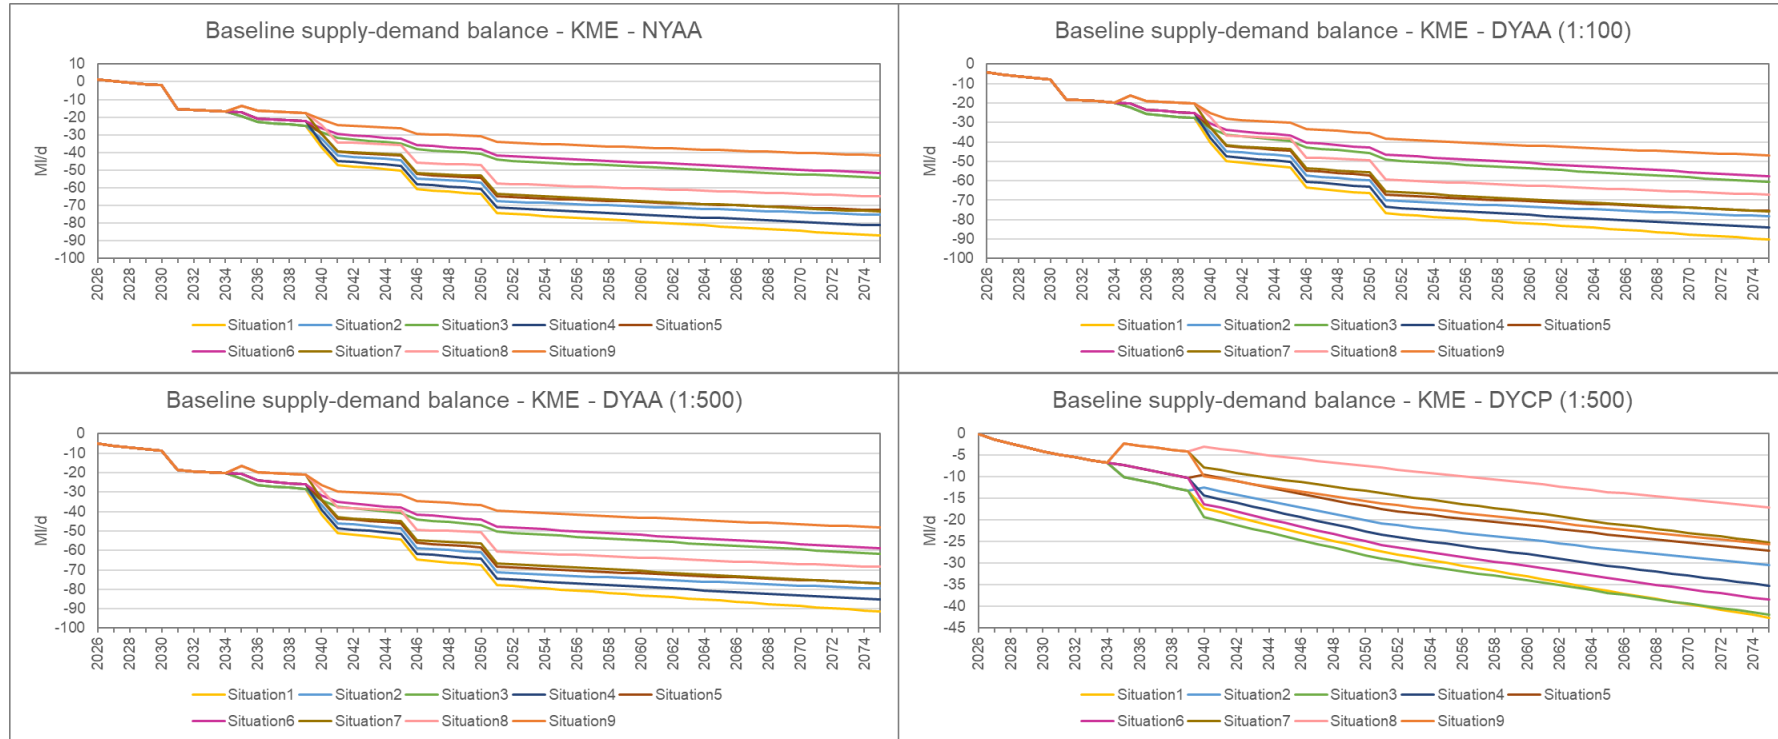 Baseline supply-demand balance - KME - NYAA
10
0
-10
-20
-30
-40
-50
-60
-70
-80
-90
-100
Ml/d
2026 2028 2030 2032 2034 2036 2038 2040 2042 2044 2046 2048 2050 2052 2054 2056 2058 2060 2062 2064 2066 2068 2070 2072 2074
Situation1 Situation2 Situation3 Situation4 Situation5
Situation6 Situation7 Situation8 Situation9
Baseline supply-demand balance - KME - DYAA (1:100)
0
-10
-20
-30
-40
-50
-60
-70
-80
-90
-100
Ml/d
2026 2028 2030 2032 2034 2036 2038 2040 2042 2044 2046 2048 2050 2052 2054 2056 2058 2060 2062 2064 2066 2068 2070 2072 2074
Situation1 Situation2 Situation3 Situation4 Situation5
Situation6 Situation7 Situation8 Situation9
Baseline supply-demand balance - KME - DYAA (1:500)
0
-10
-20
-30
-40
-50
-60
-70
-80
-90
-100
Ml/d
2026 2028 2030 2032 2034 2036 2038 2040 2042 2044 2046 2048 2050 2052 2054 2056 2058 2060 2062 2064 2066 2068 2070 2072 2074
Situation1 Situation2 Situation3 Situation4 Situation5
Situation6 Situation7 Situation8 Situation9
Baseline supply-demand balance - KME - DYCP (1:500)
0
-5
-10
-15
-20
-25
-30
-35
-40
-45
Ml/d
2026 2028 2030 2032 2034 2036 2038 2040 2042 2044 2046 2048 2050 2052 2054 2056 2058 2060 2062 2064 2066 2068 2070 2072 2074
Situation1 Situation2 Situation3 Situation4 Situation5
Situation6 Situation7 Situation8 Situation9